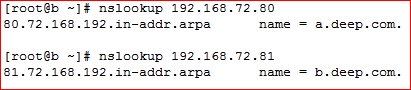 [root@b ~]# nslookup 192.168.72.80
80.72.168.192.in-addr.arpa name = a.deep.com.
[root@b ~]# nslookup 192.168.72.81
81.72.168.192.in-addr.arpa name = b.deep.com.